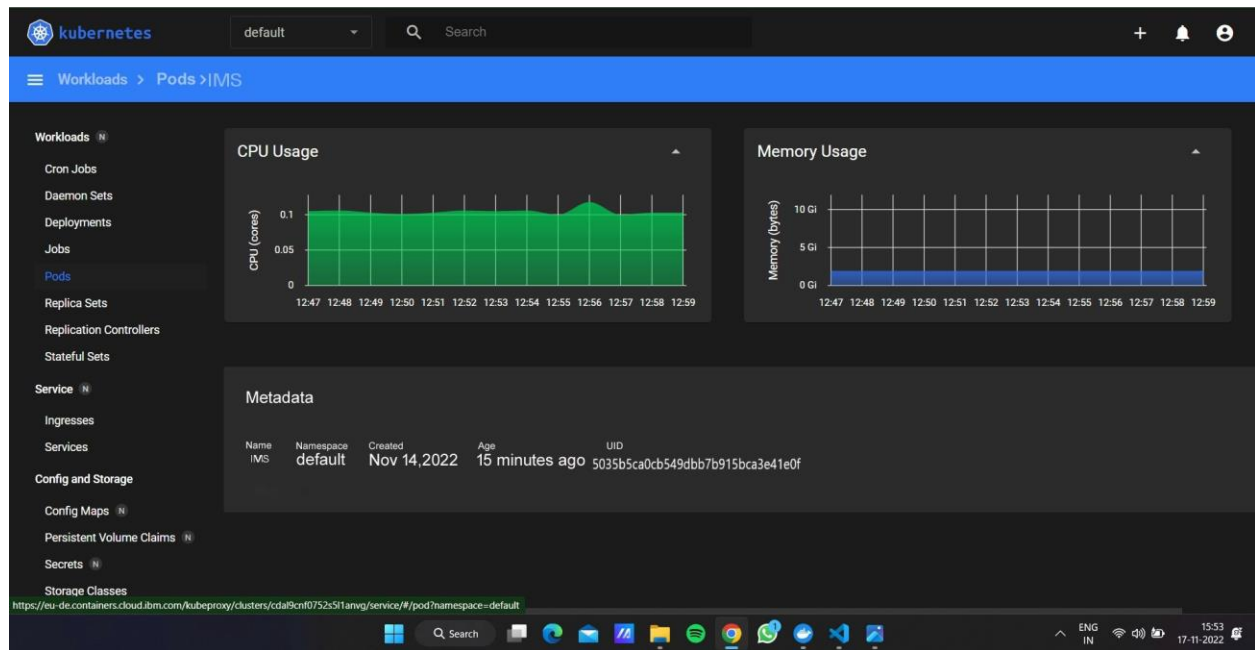 kubernetes
default
Search
Workloads > Pods >IMS
Workloads N
Cron Jobs
Daemon Sets
Deployments
Jobs
Pods
Replica Sets
Replication Controllers
Stateful Sets
Service N
Ingresses
Services
Config and Storage
Config Maps N
Persistent Volume Claims N
Secrets N
Storage Classes
CPU Usage
CPU (cores)
0.1
0.05
0
12:47 12:48 12:49 12:50 12:51 12:52 12:53 12:54 12:55 12:56 12:57 12:58 12:59
Memory Usage
Memory (bytes)
10 Gi
5 Gi
0 Gi
12:47 12:48 12:49 12:50 12:51 12:52 12:53 12:54 12:55 12:56 12:57 12:58 12:59
Metadata
Name Namespace Created Age UID
IMS default Nov 14,2022 15 minutes ago 5035b5ca0cb549dbb7b915bca3e41e0f
https://eu-de.containers.cloud.ibm.com/kubeproxy/clusters/cdal9cnf0752s5l1anvg/service/#/pod?namespace=default
Search
1
ENG
IN
15:53
17-11-2022